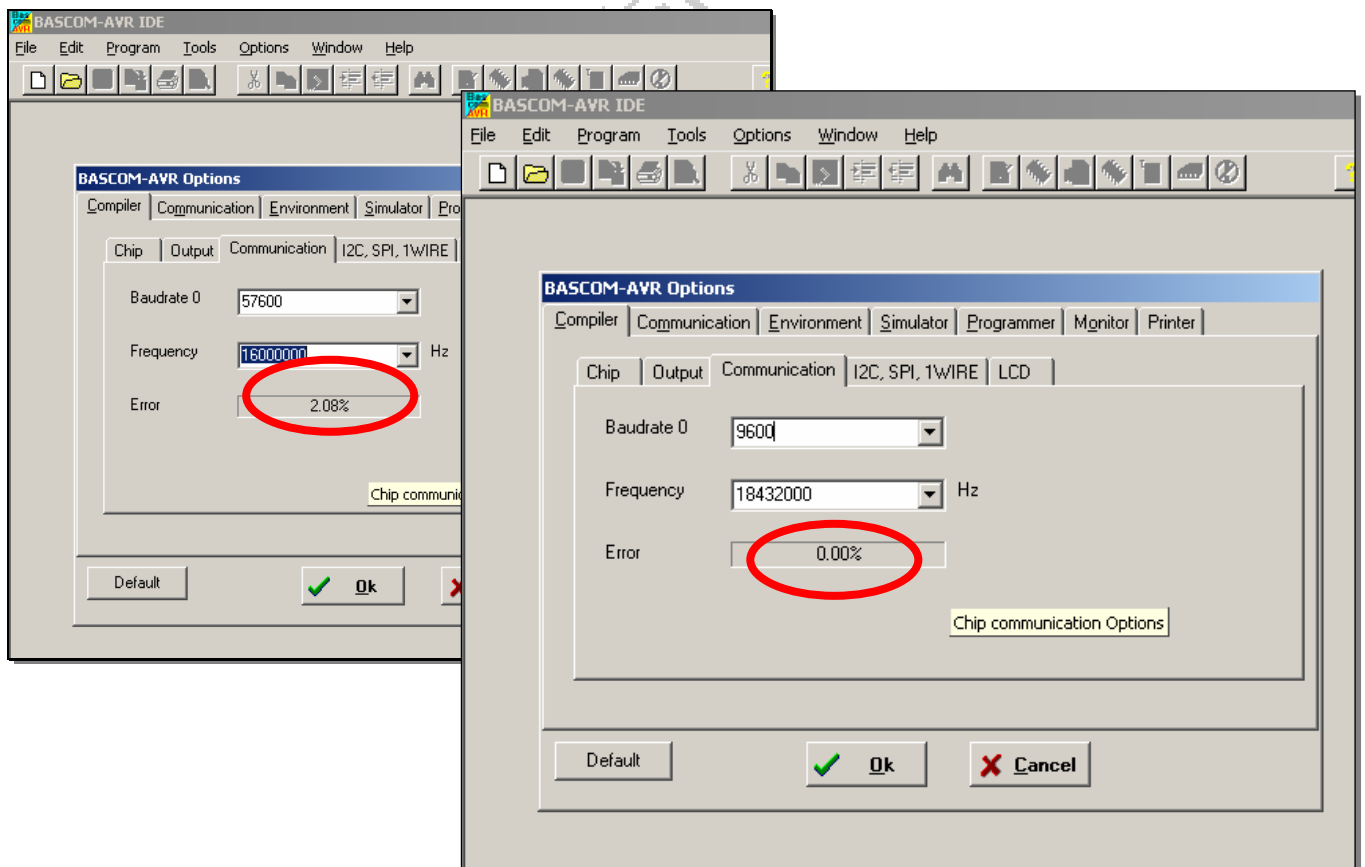 BASCOM-AVR IDE
File Edit Program Tools Options Window Help
BASCOM-AVR Options
Compiler Communication Environment Simulator
Chip Output Communication I2C, SPI, 1WIRE
Baudrate 0 57600
Frequency 16000000 Hz
Error 2.08%
Chip
Default Ok
BASCOM-AVR IDE
File Edit Program Tools Options Window Help
BASCOM-AVR Options
Compiler Communication Environment Simulator Programmer Monitor Printer
Chip Output Communication I2C, SPI, 1WIRE LCD
Baudrate 0 9600
Frequency 18432000 Hz
Error 0.00%
Chip communication Options
Default Ok Cancel